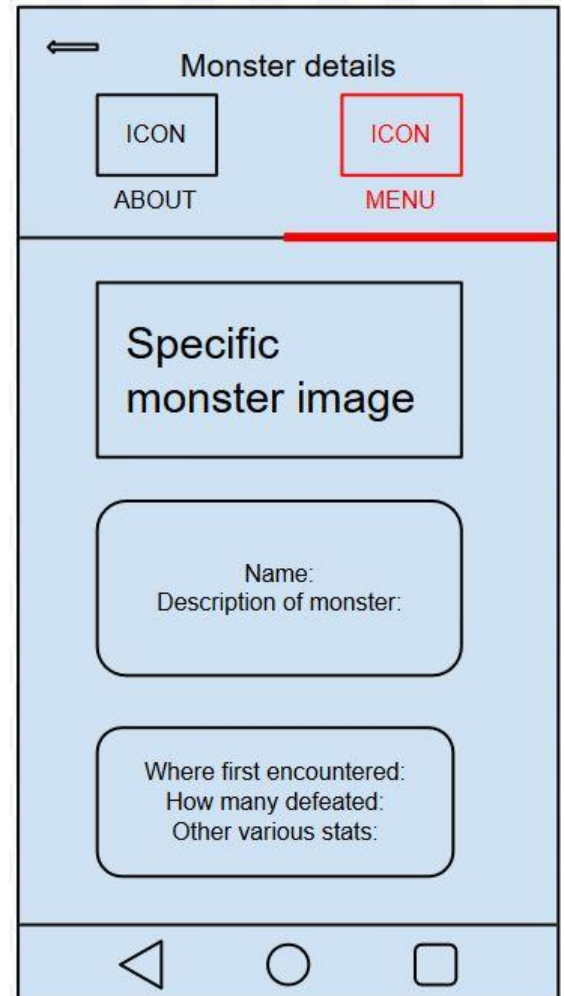 Monster details
ICON
ICON
ABOUT
MENU
Specific
monster image
Name:
Description of monster:
Where first encountered:
How many defeated:
Other various stats: